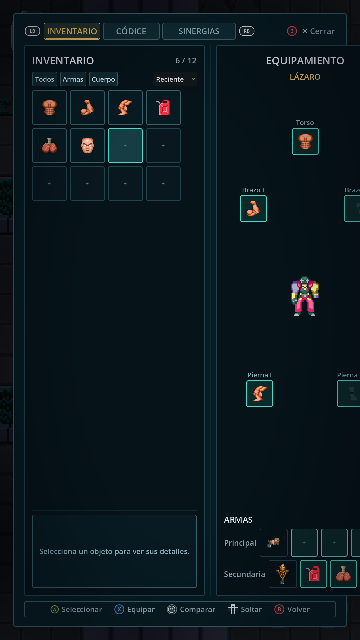 LB INVENTARIO CÓDICE SINERGIAS RB B × Cerrar
INVENTARIO 6 / 12
Todos Armas Cuerpo Reciente
EQUIPAMIENTO
LÁZARO
Torso
Brazo I
Pierna I
Pierna
Selecciona un objeto para ver sus detalles.
ARMAS
Principal
Secundaria
A Seleccionar X Equipar Comparar Soltar B Volver